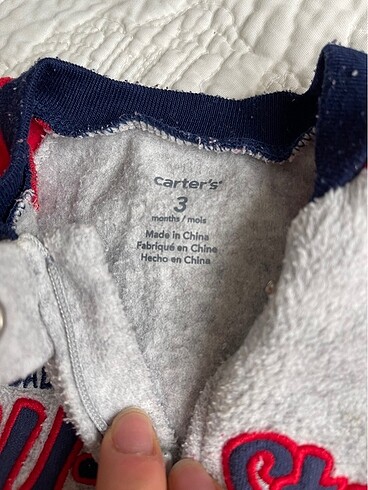 carter's
3
months / mois
Made in China
Fabriqué en Chine
Hecho en China